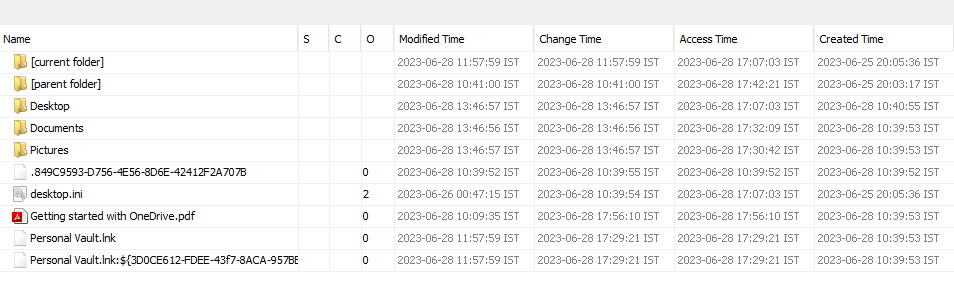 Name S C O Modified Time Change Time Access Time Created Time
[current folder] 2023-06-28 11:57:59 IST 2023-06-28 11:57:59 IST 2023-06-28 17:07:03 IST 2023-06-25 20:05:36 IST
[parent folder] 2023-06-28 10:41:00 IST 2023-06-28 10:41:00 IST 2023-06-28 17:42:21 IST 2023-06-25 20:03:17 IST
Desktop 2023-06-28 13:46:57 IST 2023-06-28 13:46:57 IST 2023-06-28 17:07:03 IST 2023-06-28 10:40:55 IST
Documents 2023-06-28 13:46:56 IST 2023-06-28 13:46:56 IST 2023-06-28 17:32:09 IST 2023-06-28 10:39:53 IST
Pictures 2023-06-28 13:46:57 IST 2023-06-28 13:46:57 IST 2023-06-28 17:30:42 IST 2023-06-28 10:39:53 IST
.849C9593-D756-4E56-8D6E-42412F2A707B 0 2023-06-28 10:39:52 IST 2023-06-28 10:39:55 IST 2023-06-28 10:39:52 IST 2023-06-28 10:39:52 IST
desktop.ini 2 2023-06-26 00:47:15 IST 2023-06-28 10:39:54 IST 2023-06-28 17:07:03 IST 2023-06-25 20:05:36 IST
Getting started with OneDrive.pdf 0 2023-06-28 10:09:35 IST 2023-06-28 17:56:10 IST 2023-06-28 17:56:10 IST 2023-06-28 10:39:53 IST
Personal Vault.lnk 0 2023-06-28 11:57:59 IST 2023-06-28 17:29:21 IST 2023-06-28 17:29:21 IST 2023-06-28 10:39:53 IST
Personal Vault.lnk:${3D0CE612-FDEE-43f7-8ACA-957BE 0 2023-06-28 11:57:59 IST 2023-06-28 17:29:21 IST 2023-06-28 17:29:21 IST 2023-06-28 10:39:53 IST